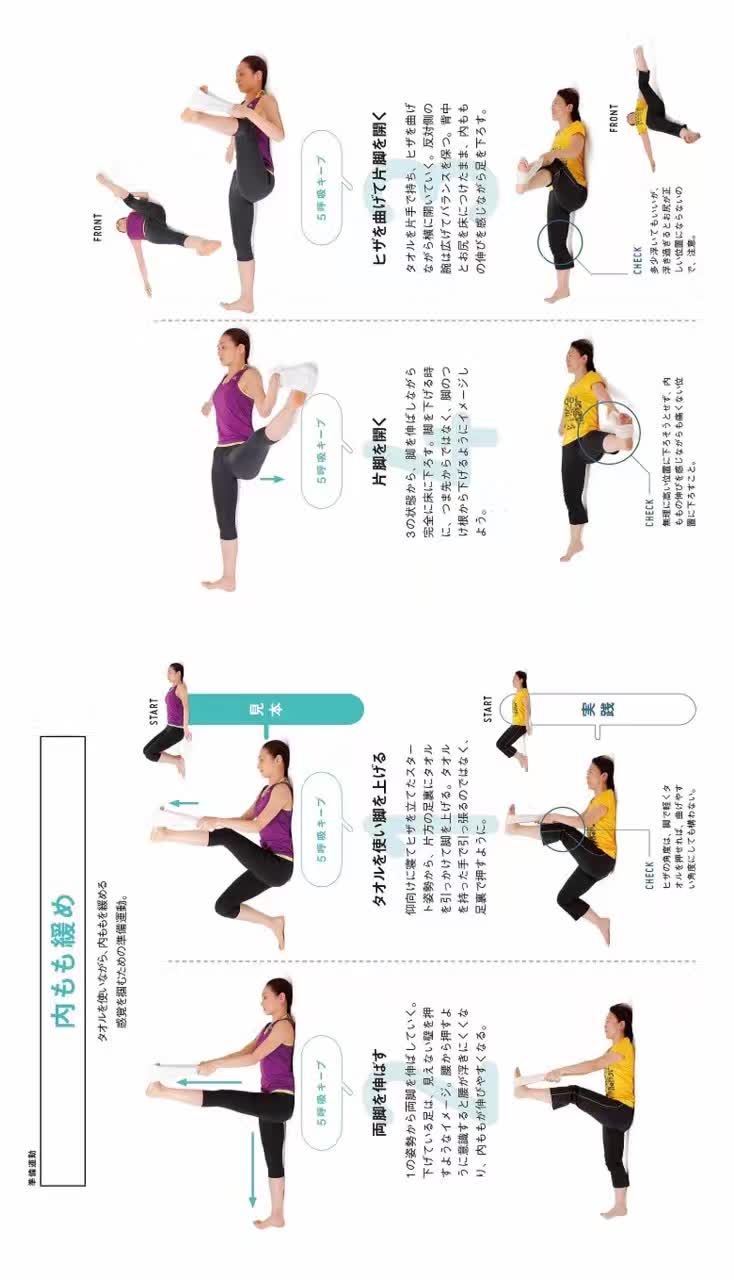 準備運動
内もも緩め
タオルを使いながら、内ももを緩める
感覚を掴むための準備運動。
START
見本
5呼吸キープ
タオルを使い脚を上げる
仰向けに寝てヒザを立てたスター
ト姿勢から、片方の足裏にタオル
を引っかけて脚を上げる。タオル
を持った手で引っ張るのではなく、
足裏で押すように。
START
実践
CHECK
ヒザの角度は、脚で軽くタ
オルを押せれば、曲げやす
い角度にしても構わない。
5呼吸キープ
両脚を伸ばす
1の姿勢から両脚を伸ばしていく。
下げている足は、見えない壁を押
すようなイメージ。腰から押すよ
うに意識すると腰が浮きにくくな
り、内ももが伸びやすくなる。
FRONT
5呼吸キープ
ヒザを曲げて片脚を開く
タオルを片手で持ち、ヒザを曲げ
ながら横に開いていく。反対側の
腕は広げてバランスを保つ。背中
とお尻を床につけたまま、内もも
の伸びを感じながら足を下ろす。
FRONT
CHECK
多少浮いてもいいが、
浮き過ぎるとお尻が正
しい位置にならないの
で、注意。
5呼吸キープ
片脚を開く
3の状態から、脚を伸ばしながら
完全に床に下ろす。脚を下げる時
に、つま先からではなく、脚のつ
け根から下げるようにイメージし
よう。
CHECK
無理に高い位置に下ろそうとせず、内
ももの伸びを感じながらも痛くない位
置に下ろすこと。